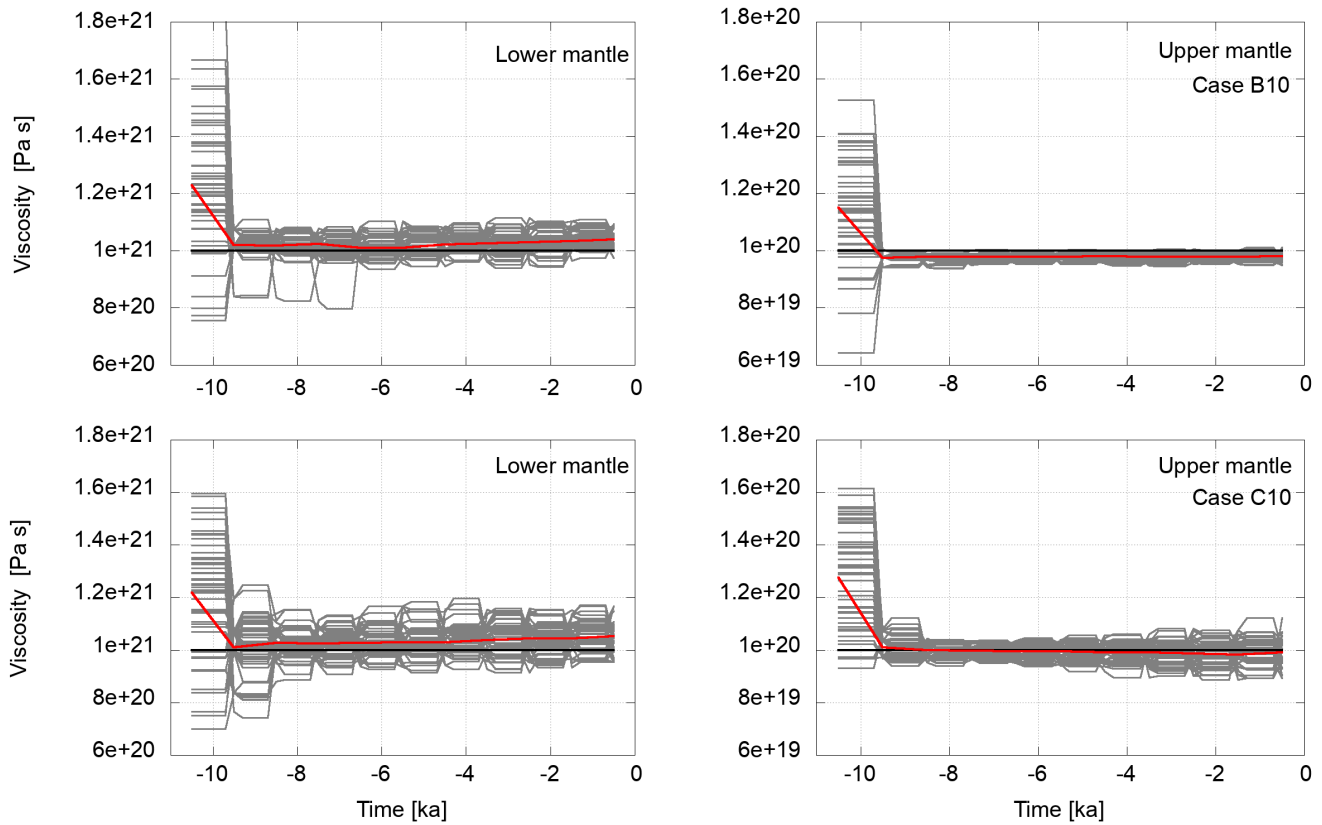 1.8e+21
1.6e+21
1.4e+21
1.2e+21
1e+21
8e+20
6e+20
Viscosity [Pa s]
Lower mantle
-10 -8 -6 -4 -2 0
1.8e+20
1.6e+20
1.4e+20
1.2e+20
1e+20
8e+19
6e+19
Upper mantle
Case B10
-10 -8 -6 -4 -2 0
1.8e+21
1.6e+21
1.4e+21
1.2e+21
1e+21
8e+20
6e+20
Viscosity [Pa s]
Lower mantle
-10 -8 -6 -4 -2 0
Time [ka]
1.8e+20
1.6e+20
1.4e+20
1.2e+20
1e+20
8e+19
6e+19
Upper mantle
Case C10
-10 -8 -6 -4 -2 0
Time [ka]